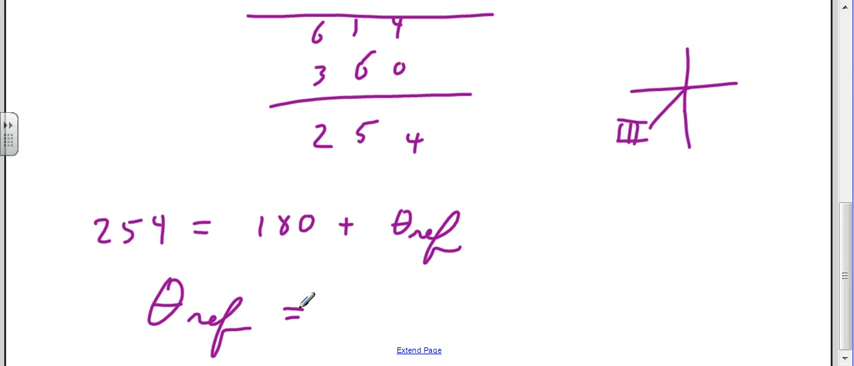 6 1 4
3 6 0
2 5 4
III
254 = 180 + θref
θref =
Extend Page